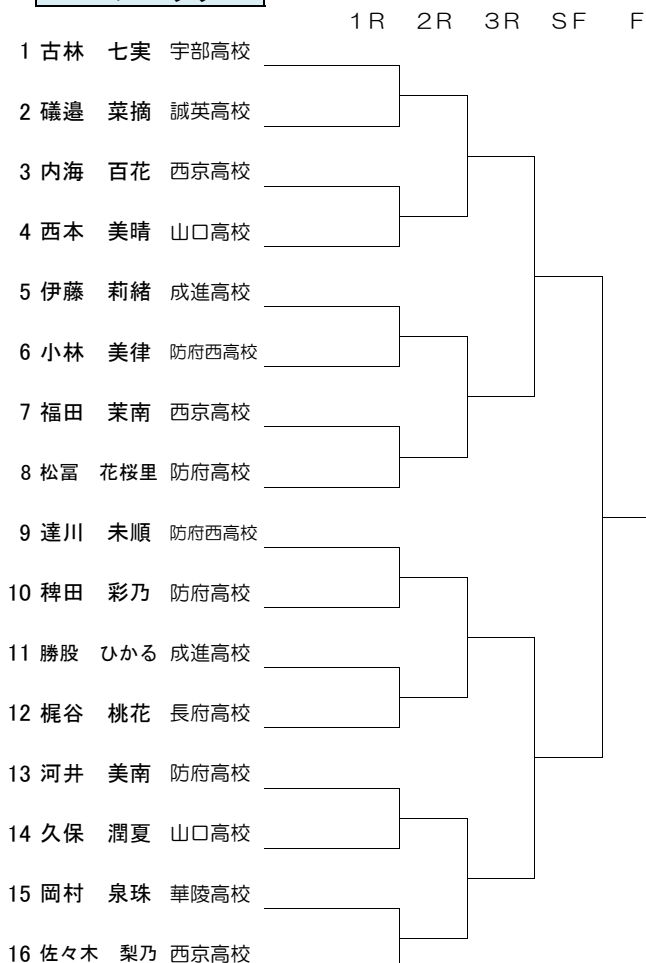 1R 2R 3R SF F
1 古林 七実 宇部高校
2 礒邉 菜摘 誠英高校
3 内海 百花 西京高校
4 西本 美晴 山口高校
5 伊藤 莉緒 成進高校
6 小林 美律 防府西高校
7 福田 茉南 西京高校
8 松冨 花桜里 防府高校
9 達川 未順 防府西高校
10 稗田 彩乃 防府高校
11 勝股 ひかる 成進高校
12 梶谷 桃花 長府高校
13 河井 美南 防府高校
14 久保 潤夏 山口高校
15 岡村 泉珠 華陵高校
16 佐々木 梨乃 西京高校